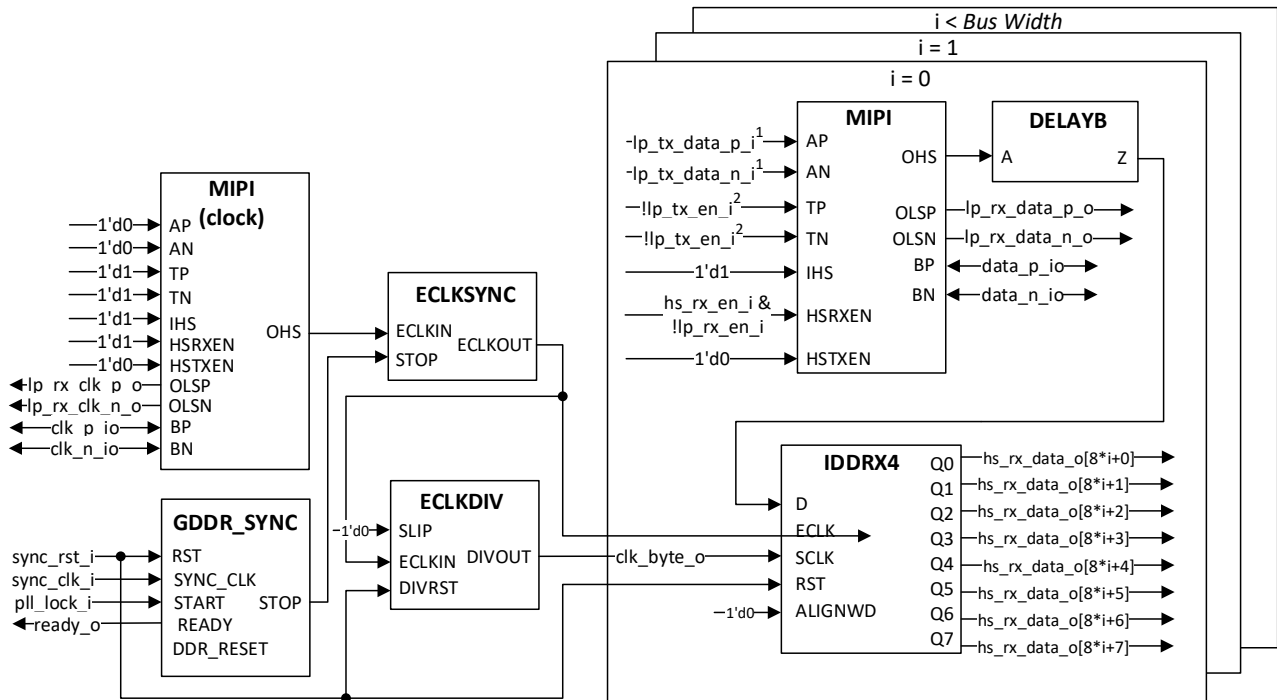 i < Bus Width
i = 1
i = 0
MIPI
(clock)
1'd0
AP
1'd0
AN
1'd1
TP
1'd1
TN
1'd1
IHS
1'd1
HSRXEN
1'd0
HSTXEN
OHS
lp_rx_clk_p_o
OLSP
lp_rx_clk_n_o
OLSN
clk_p_io
BP
clk_n_io
BN
ECLKSYNC
ECLKIN
ECLKOUT
STOP
GDDR_SYNC
sync_rst_i
RST
sync_clk_i
SYNC_CLK
pll_lock_i
START
STOP
ready_o
READY
DDR_RESET
ECLKDIV
1'd0
SLIP
ECLKIN
DIVOUT
DIVRST
clk_byte_o
MIPI
lp_tx_data_p_i¹
AP
lp_tx_data_n_i¹
AN
!lp_tx_en_i²
TP
!lp_tx_en_i²
TN
1'd1
IHS
hs_rx_en_i &
!lp_rx_en_i
HSRXEN
1'd0
HSTXEN
OHS
OLSP
lp_rx_data_p_o
OLSN
lp_rx_data_n_o
BP
data_p_io
BN
data_n_io
DELAYB
A
Z
IDDRX4
D
ECLK
SCLK
RST
1'd0
ALIGNWD
Q0
hs_rx_data_o[8*i+0]
Q1
hs_rx_data_o[8*i+1]
Q2
hs_rx_data_o[8*i+2]
Q3
hs_rx_data_o[8*i+3]
Q4
hs_rx_data_o[8*i+4]
Q5
hs_rx_data_o[8*i+5]
Q6
hs_rx_data_o[8*i+6]
Q7
hs_rx_data_o[8*i+7]